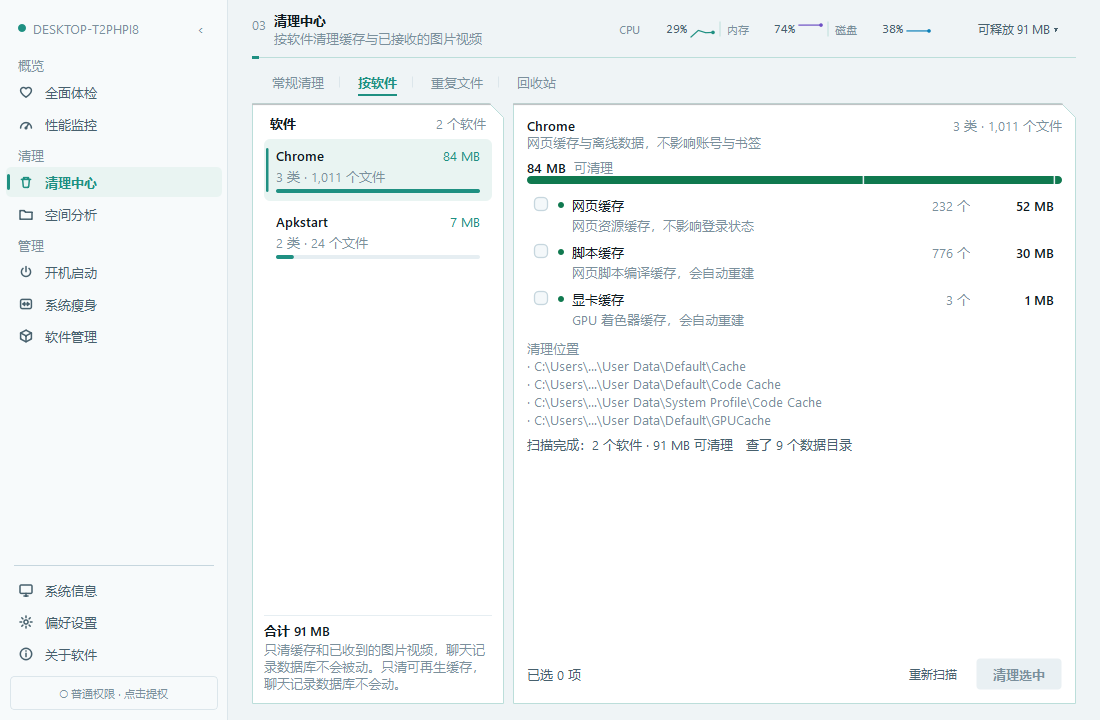 DESKTOP-T2PHPI8 ‹
概览
全面体检
性能监控
清理
清理中心
空间分析
管理
开机启动
系统瘦身
软件管理
系统信息
偏好设置
关于软件
普通权限 · 点击提权
03 清理中心
按软件清理缓存与已接收的图片视频
CPU 29% 内存 74% 磁盘 38% 可释放 91 MB ▾
常规清理 按软件 重复文件 回收站
软件 2 个软件
Chrome 84 MB
3 类 · 1,011 个文件
Apkstart 7 MB
2 类 · 24 个文件
合计 91 MB
只清缓存和已收到的图片视频，聊天记
录数据库不会被动。只清可再生缓存，
聊天记录数据库不会动。
Chrome 3 类 · 1,011 个文件
网页缓存与离线数据，不影响账号与书签
84 MB 可清理
网页缓存 232 个 52 MB
网页资源缓存，不影响登录状态
脚本缓存 776 个 30 MB
网页脚本编译缓存，会自动重建
显卡缓存 3 个 1 MB
GPU 着色器缓存，会自动重建
清理位置
· C:\Users\...\User Data\Default\Cache
· C:\Users\...\User Data\Default\Code Cache
· C:\Users\...\User Data\System Profile\Code Cache
· C:\Users\...\User Data\Default\GPUCache
扫描完成：2 个软件 · 91 MB 可清理 查了 9 个数据目录
已选 0 项 重新扫描 清理选中